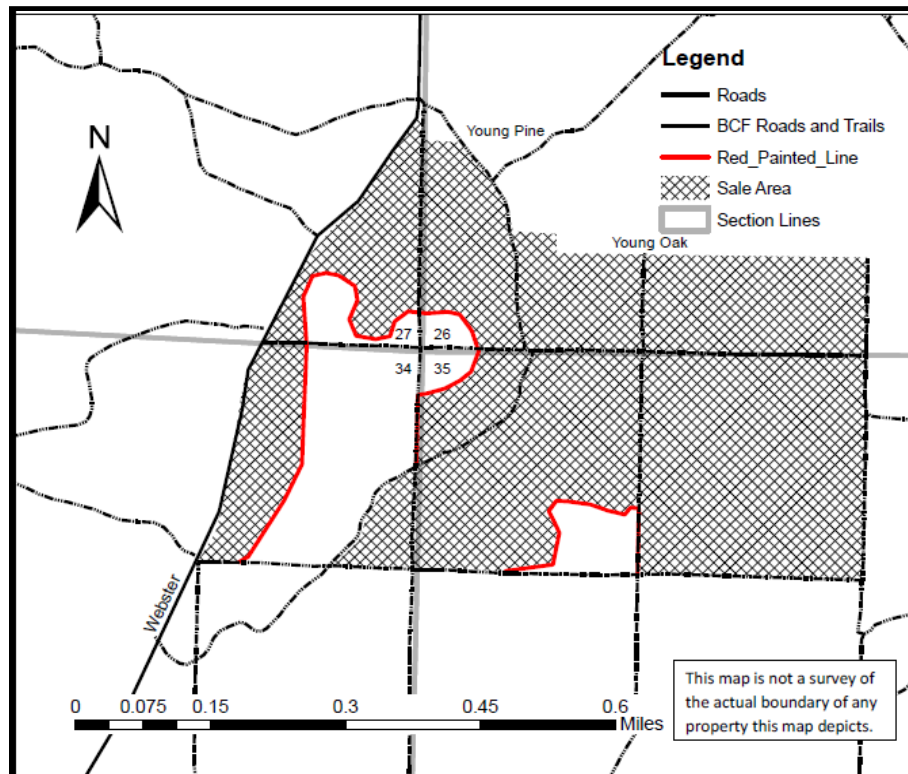 Legend
Roads
BCF Roads and Trails
Red_Painted_Line
Sale Area
Section Lines
N
Young Pine
Young Oak
27 26
34 35
Webster
0 0.075 0.15 0.3 0.45 0.6
Miles
This map is not a survey of
the actual boundary of any
property this map depicts.